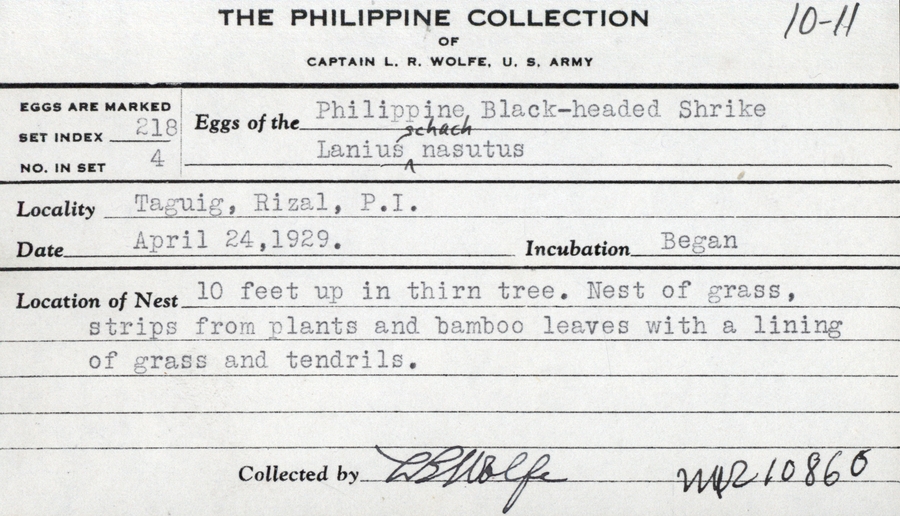 THE PHILIPPINE COLLECTION
10-11
OF
CAPTAIN L. R. WOLFE, U. S. ARMY
EGGS ARE MARKED
SET INDEX 218
NO. IN SET 4
Eggs of the Philippine Black-headed Shrike
schach
Lanius ^ nasutus
Locality Taguig, Rizal, P.I.
Date April 24,1929.
Incubation Began
Location of Nest 10 feet up in thirn tree. Nest of grass,
strips from plants and bamboo leaves with a lining
of grass and tendrils.
Collected by LRWolfe
210860